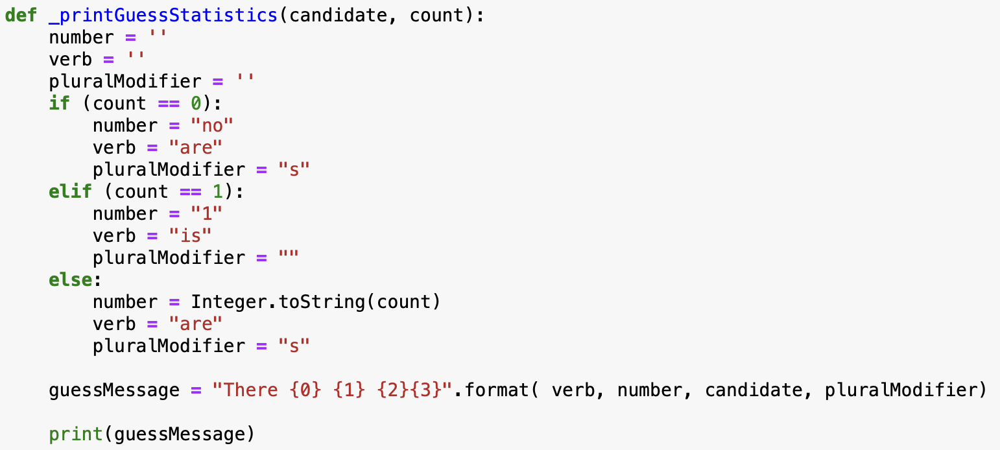 def _printGuessStatistics(candidate, count):
    number = ''
    verb = ''
    pluralModifier = ''
    if (count == 0):
        number = "no"
        verb = "are"
        pluralModifier = "s"
    elif (count == 1):
        number = "1"
        verb = "is"
        pluralModifier = ""
    else:
        number = Integer.toString(count)
        verb = "are"
        pluralModifier = "s"

    guessMessage = "There {0} {1} {2}{3}".format( verb, number, candidate, pluralModifier)

    print(guessMessage)